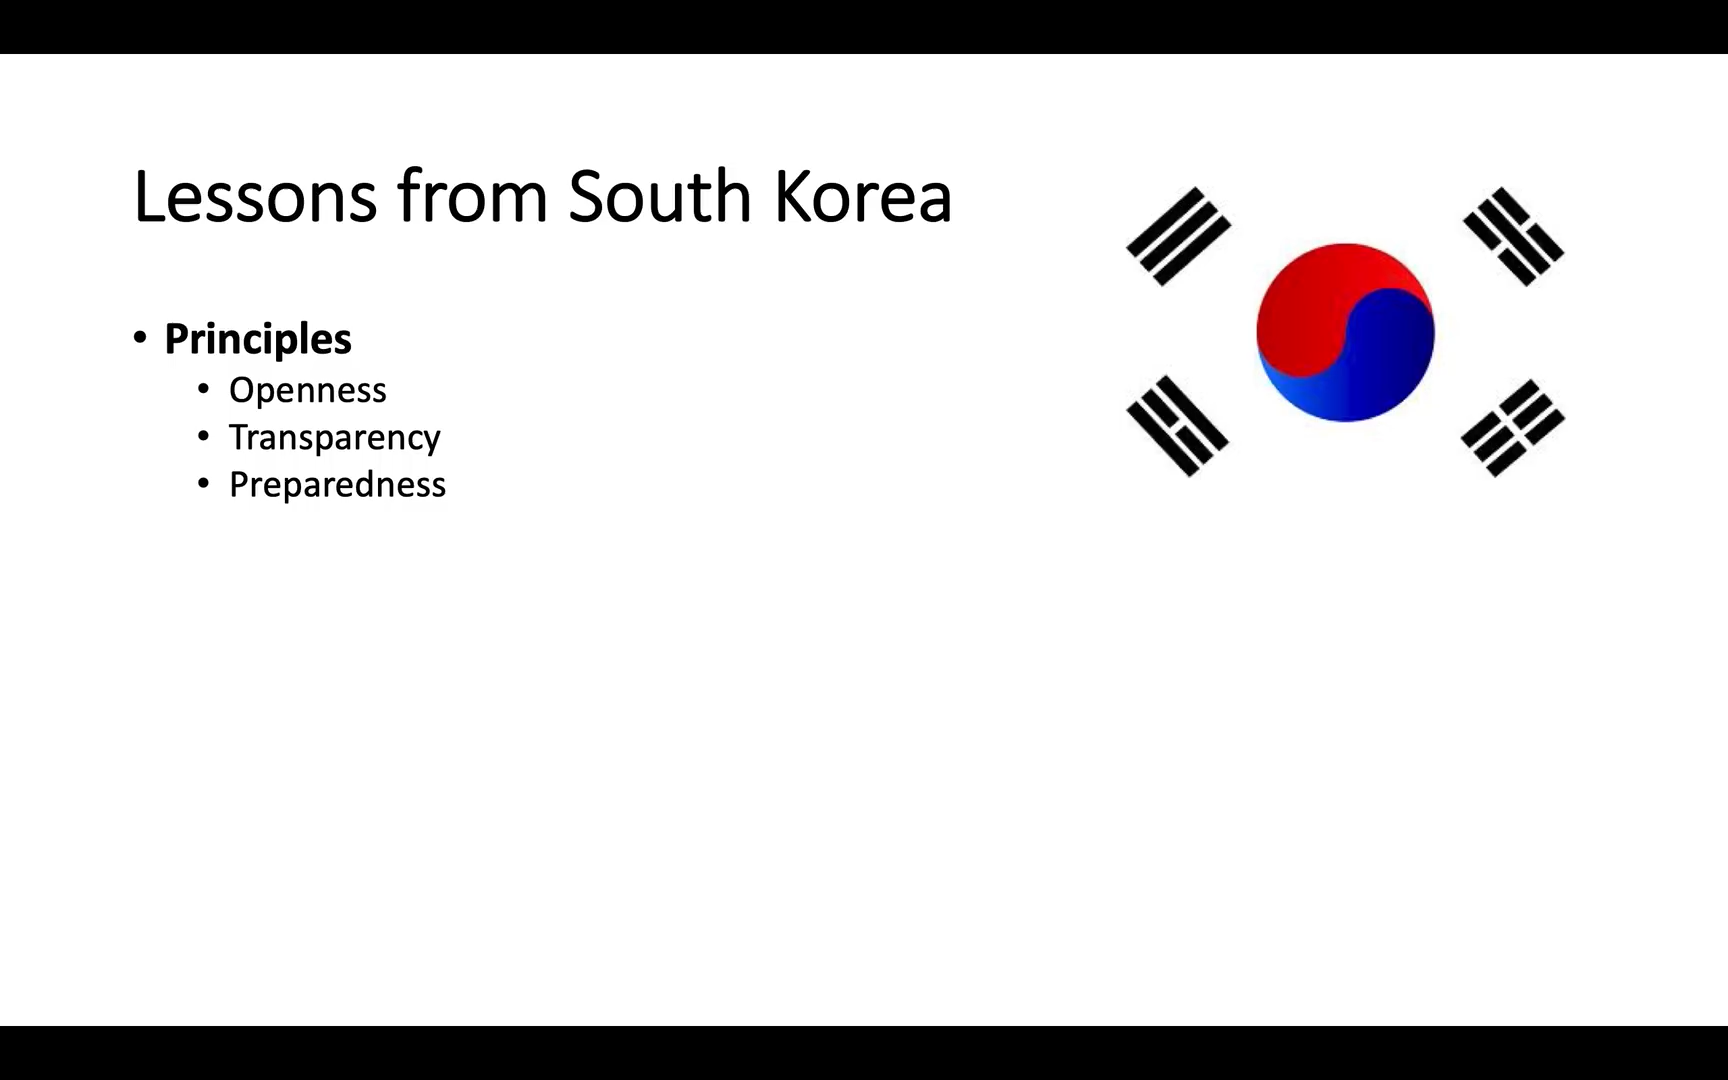 Lessons from South Korea
• Principles
• Openness
• Transparency
• Preparedness